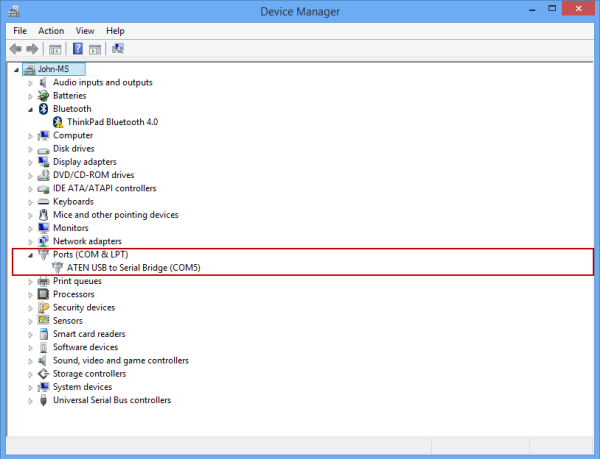 Device Manager
File Action View Help
John-MS
Audio inputs and outputs
Batteries
Bluetooth
ThinkPad Bluetooth 4.0
Computer
Disk drives
Display adapters
DVD/CD-ROM drives
IDE ATA/ATAPI controllers
Keyboards
Mice and other pointing devices
Monitors
Network adapters
Ports (COM & LPT)
ATEN USB to Serial Bridge (COM5)
Print queues
Processors
Security devices
Sensors
Smart card readers
Software devices
Sound, video and game controllers
Storage controllers
System devices
Universal Serial Bus controllers